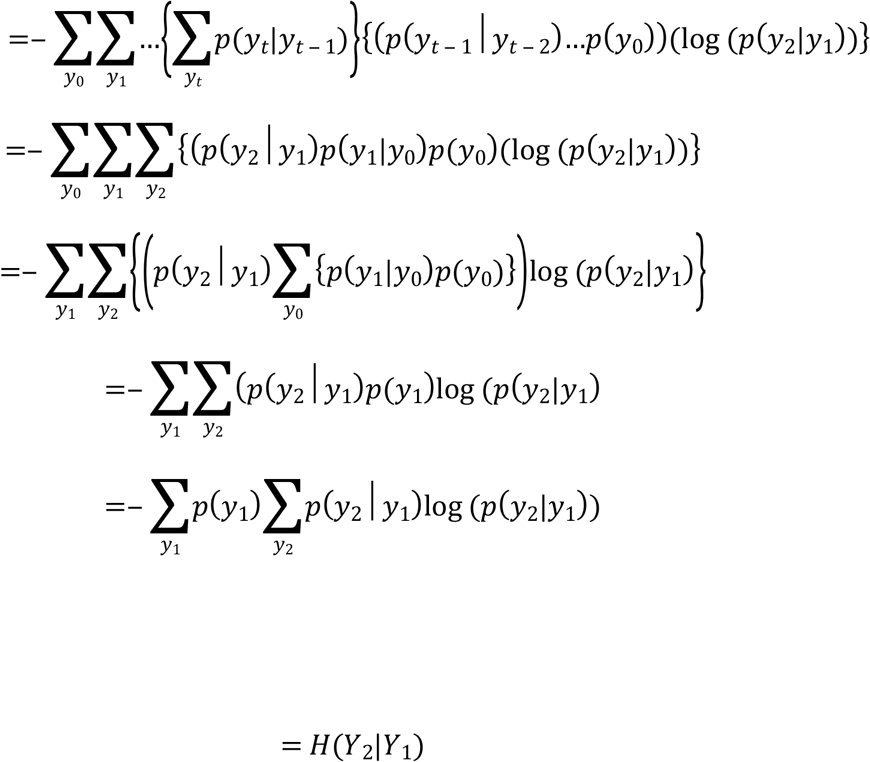 =– ∑_{y_0} ∑_{y_1} … { ∑_{y_t} p(y_t|y_{t – 1}) } {(p(y_{t – 1} | y_{t – 2})…p(y_0))(log (p(y_2|y_1))}
=– ∑_{y_0} ∑_{y_1} ∑_{y_2} {(p(y_2 | y_1)p(y_1|y_0)p(y_0)(log (p(y_2|y_1))}
=– ∑_{y_1} ∑_{y_2} { ( p(y_2 | y_1) ∑_{y_0} {p(y_1|y_0)p(y_0)} ) log (p(y_2|y_1) }
=– ∑_{y_1} ∑_{y_2} (p(y_2 | y_1)p(y_1)log (p(y_2|y_1)
=– ∑_{y_1} p(y_1) ∑_{y_2} p(y_2 | y_1)log (p(y_2|y_1))
= H(Y_2|Y_1)